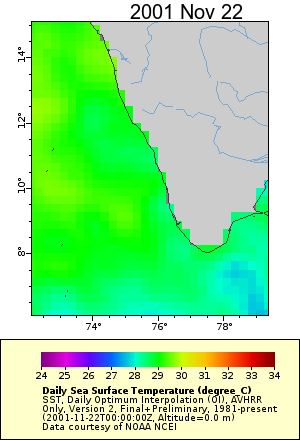 2001 Nov 22
14°
12°
10°
8°
74°
76°
78°
24 25 26 27 28 29 30 31 32 33 34
Daily Sea Surface Temperature (degree_C)
SST, Daily Optimum Interpolation (OI), AVHRR
Only, Version 2, Final+Preliminary, 1981-present
(2001-11-22T00:00:00Z, Altitude=0.0 m)
Data courtesy of NOAA NCEI